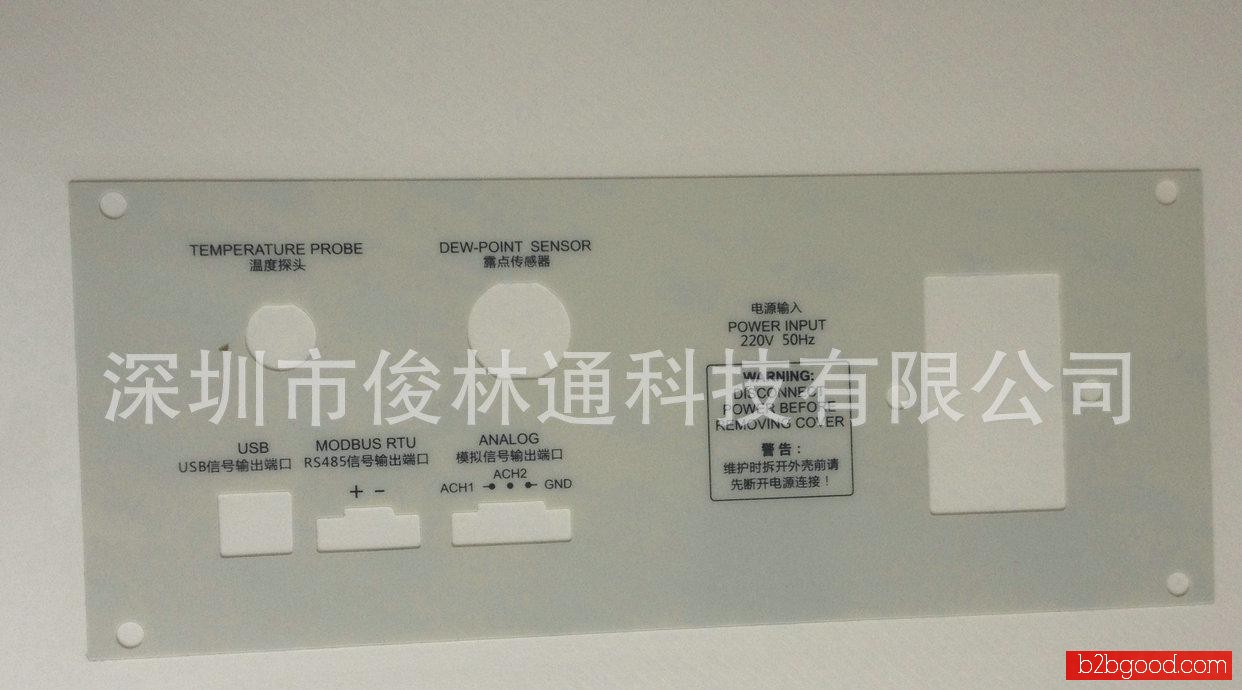 TEMPERATURE PROBE
温度探头
DEW-POINT SENSOR
露点传感器
电源输入
POWER INPUT
220V 50Hz
深圳市俊林通科技有限公司
WARNING:
DISCONNECT
POWER BEFORE
REMOVING COVER
警告：
维护时拆开外壳前请
先断开电源连接！
USB
USB信号输出端口
MODBUS RTU
RS485信号输出端口
+ -
ANALOG
模拟信号输出端口
ACH2
ACH1 GND
b2bgood.com